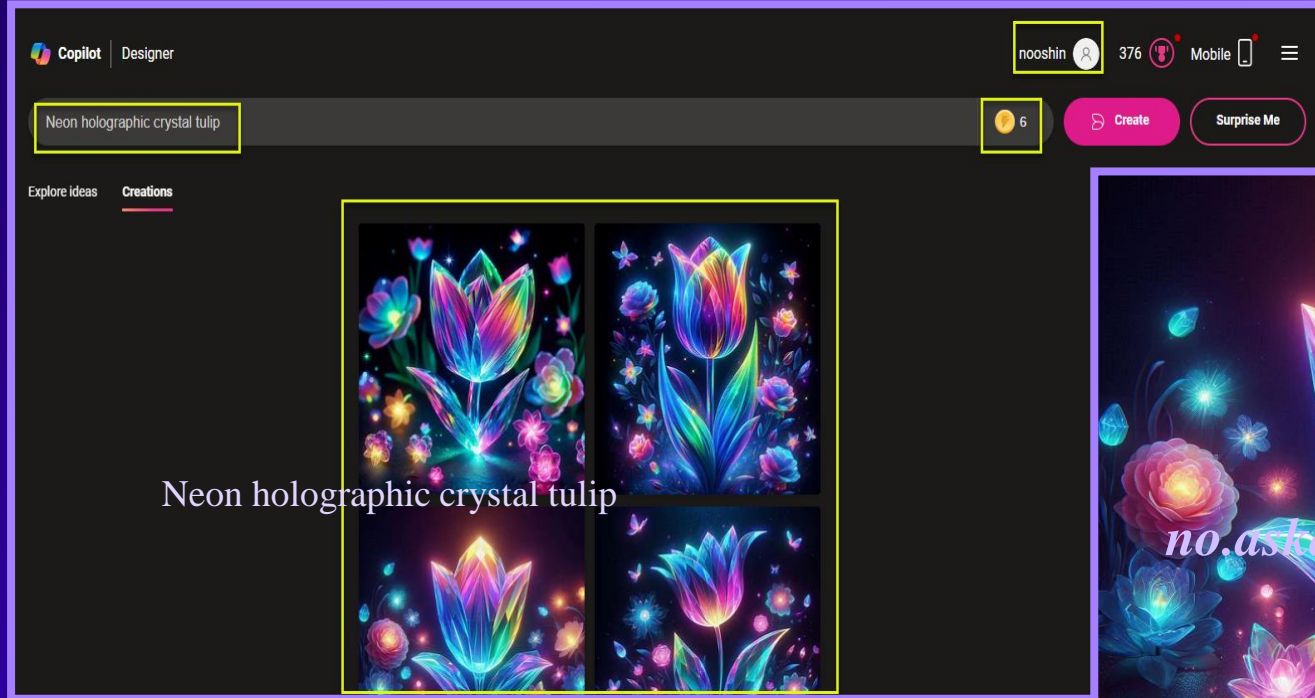 Copilot Designer
nooshin 376 Mobile
Neon holographic crystal tulip 6 Create Surprise Me
Explore ideas Creations
Neon holographic crystal tulip